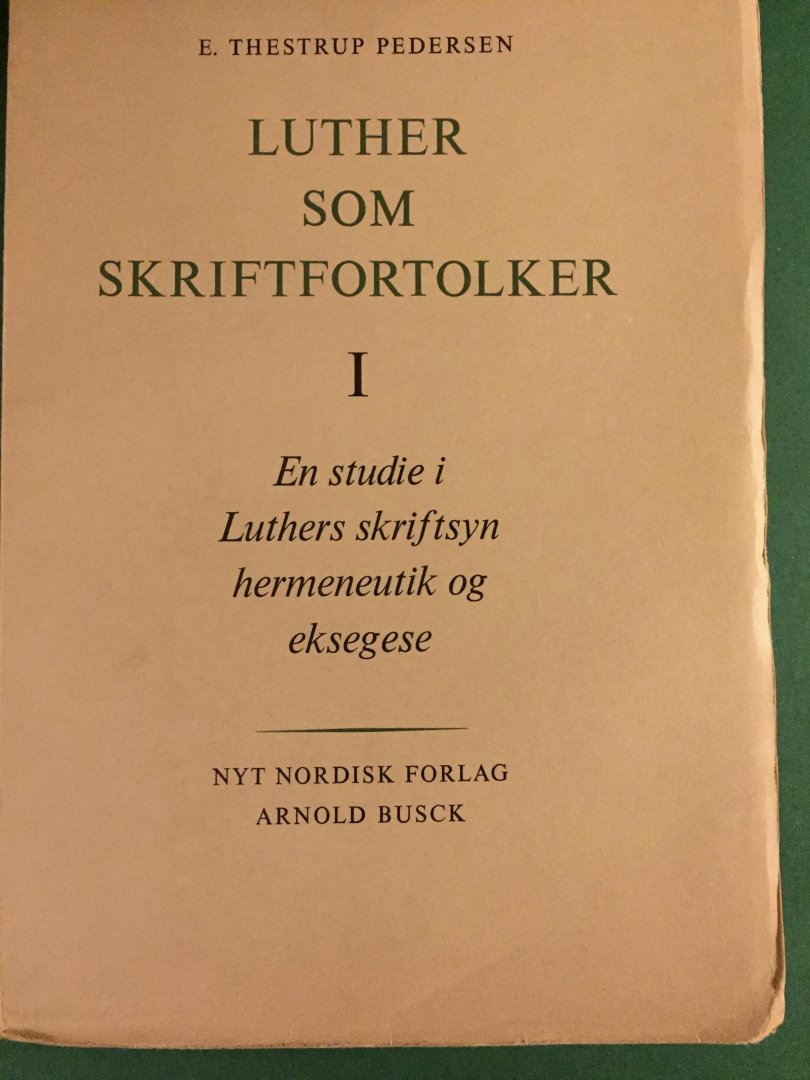 E. THESTRUP PEDERSEN
LUTHER
SOM
SKRIFTFORTOLKER
I
En studie i
Luthers skriftsyn
hermeneutik og
eksegese
NYT NORDISK FORLAG
ARNOLD BUSCK